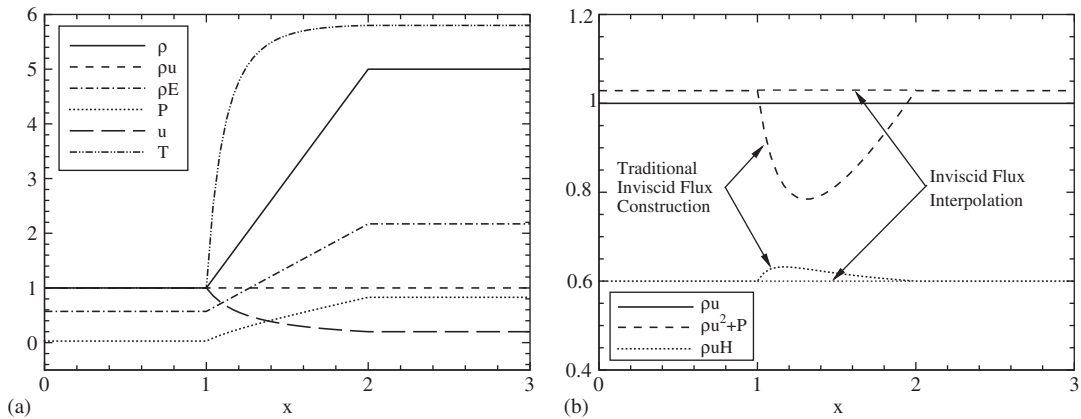 6
5
4
3
2
1
0
ρ
ρu
ρE
P
u
T
0
1
2
3
x
(a)
1.2
1
0.8
0.6
0.4
Traditional
Inviscid Flux
Construction
Inviscid Flux
Interpolation
ρu
ρu²+P
ρuH
0
1
2
3
x
(b)